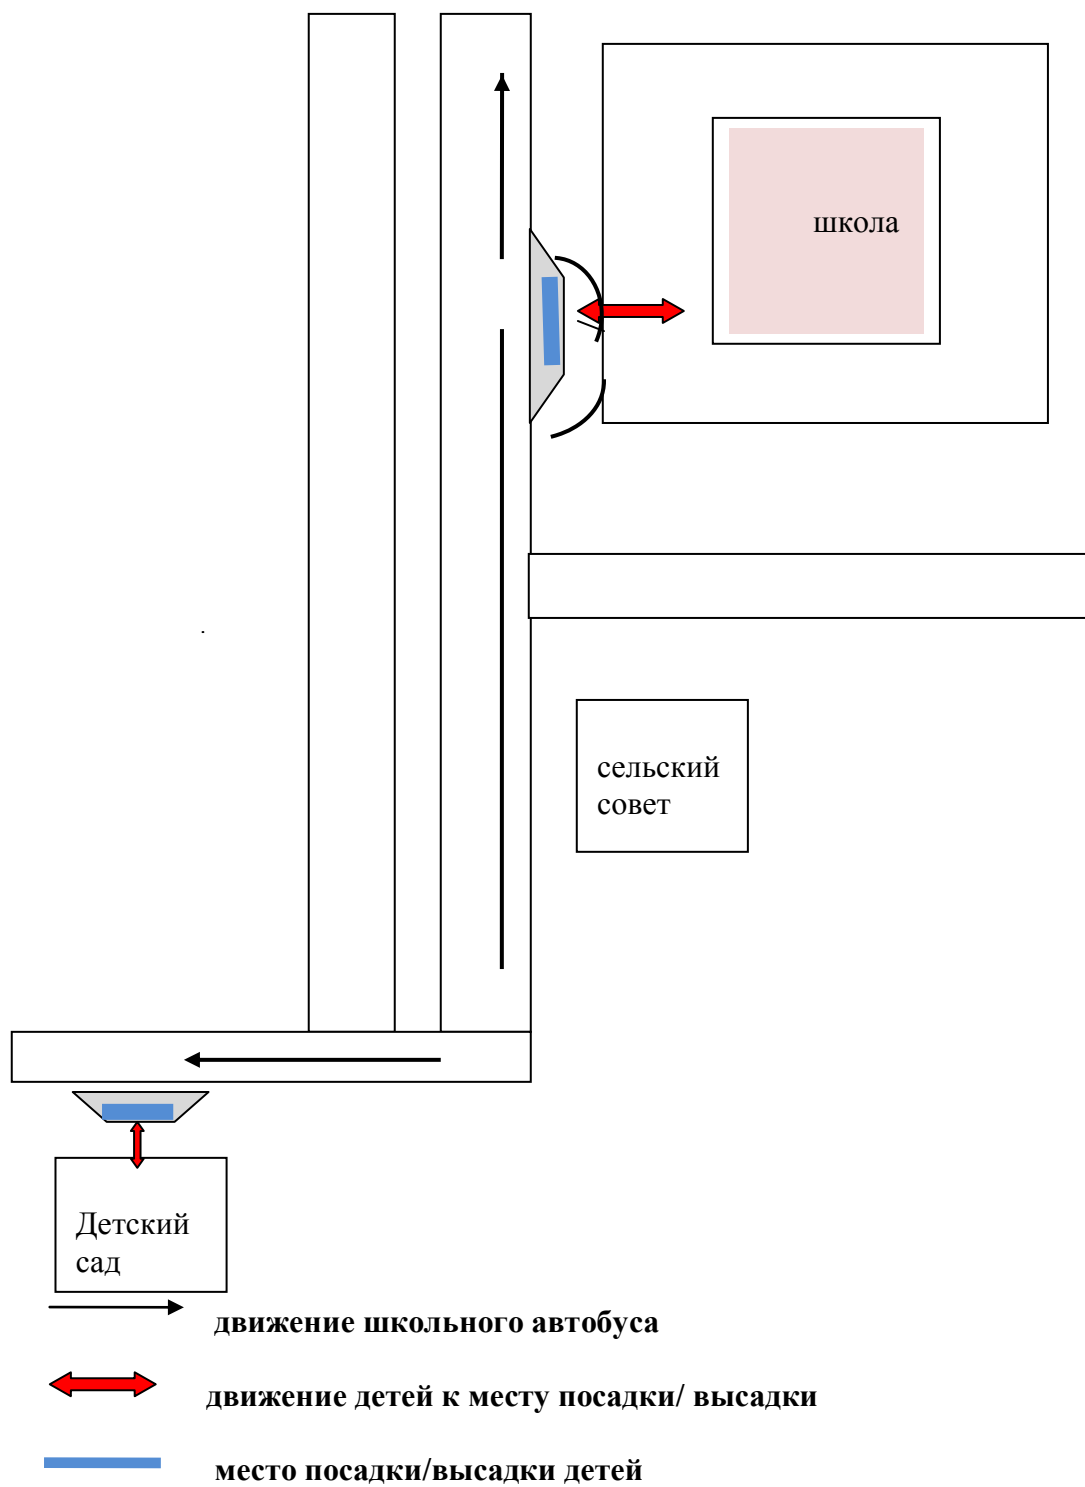 школа
сельский
совет
Детский
сад
движение школьного автобуса
движение детей к месту посадки/ высадки
место посадки/высадки детей